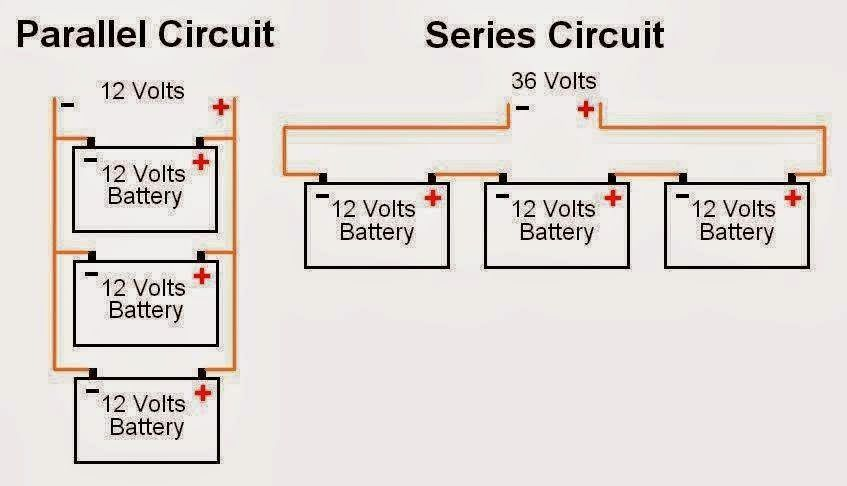 Parallel Circuit
12 Volts
- +
- +
12 Volts
Battery
- +
12 Volts
Battery
- +
12 Volts
Battery
Series Circuit
36 Volts
- +
- +
12 Volts
Battery
- +
12 Volts
Battery
- +
12 Volts
Battery